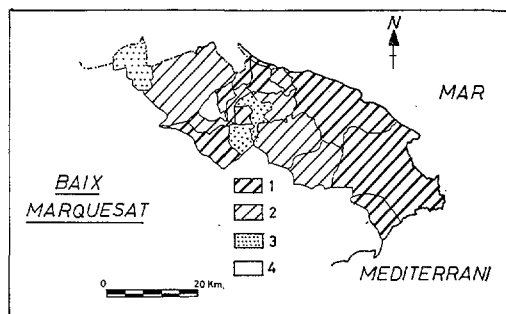 N
MAR
BAIX
MARQUESAT
1
2
3
4
0 20 Km.
MEDITERRANI